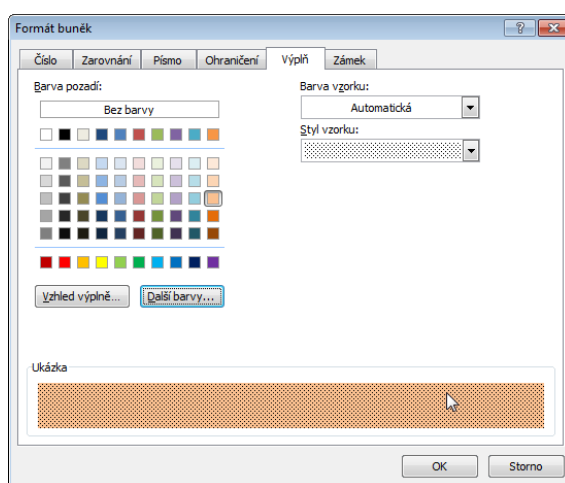 Formát buněk
Číslo Zarovnání Písmo Ohraničení Výplň Zámek
Barva pozadí:
Bez barvy
Barva vzorku:
Automatická
Styl vzorku:
Vzhled výplně... Další barvy...
Ukázka
OK Storno